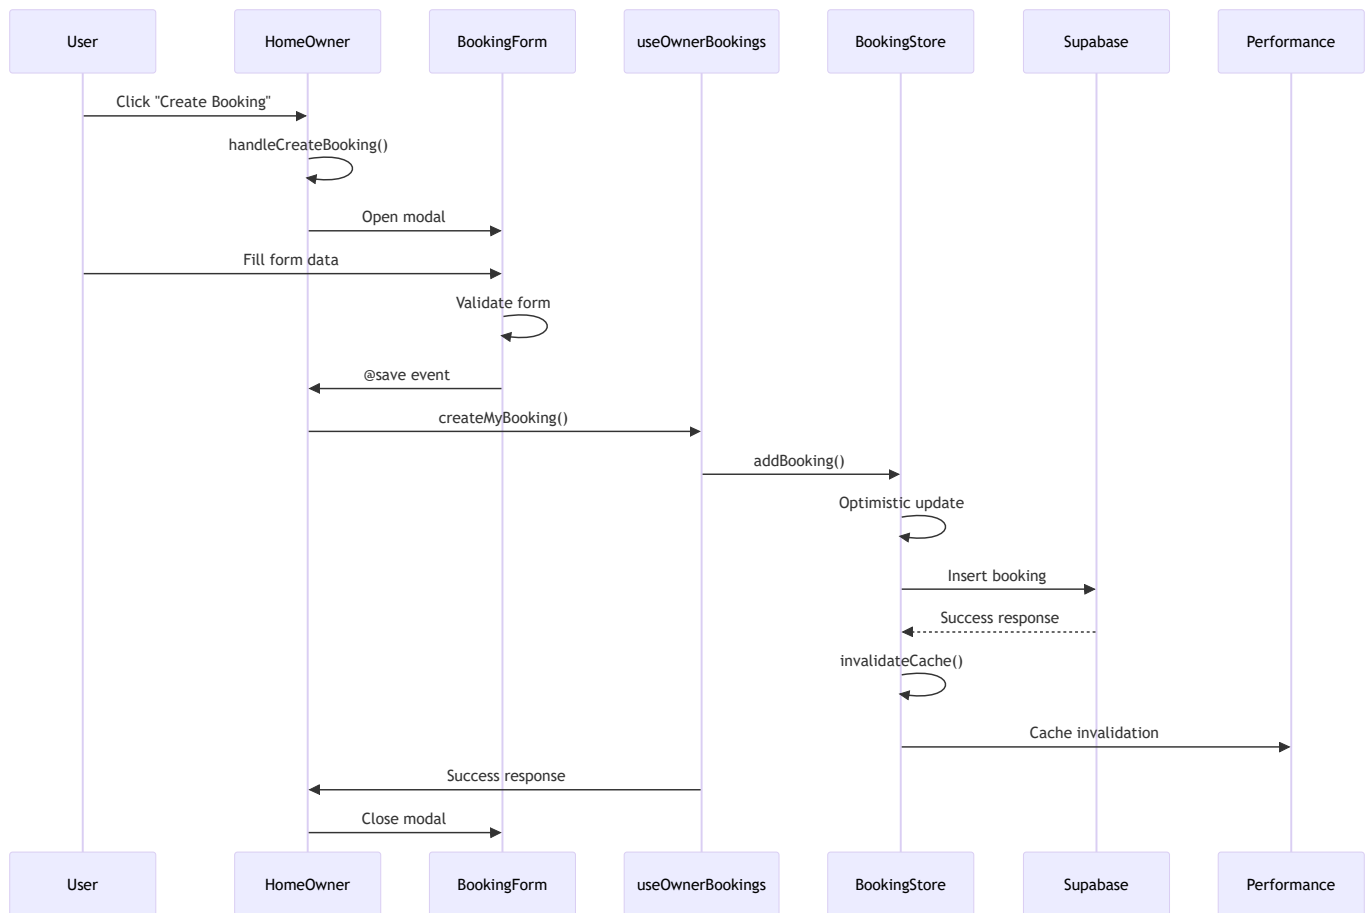 User
HomeOwner
BookingForm
useOwnerBookings
BookingStore
Supabase
Performance
Click "Create Booking"
handleCreateBooking()
Open modal
Fill form data
Validate form
@save event
createMyBooking()
addBooking()
Optimistic update
Insert booking
Success response
invalidateCache()
Cache invalidation
Success response
Close modal
User
HomeOwner
BookingForm
useOwnerBookings
BookingStore
Supabase
Performance